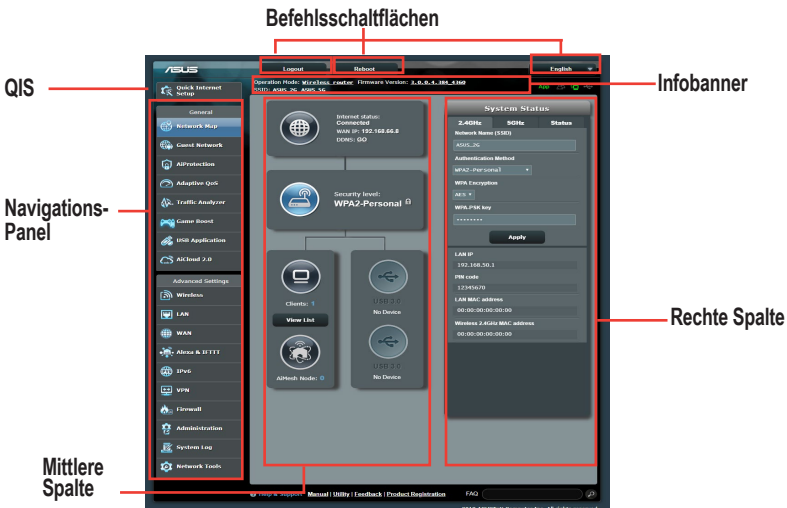 Befehlsschaltflächen
ASUS
Logout
Reboot
English
QIS
Quick Internet
Setup
Operation Mode: Wireless router Firmware Version: 3.0.0.4.384_4360
SSID: ASUS_2G ASUS_5G
App
Infobanner
General
Network Map
Guest Network
AiProtection
Adaptive QoS
Traffic Analyzer
Game Boost
USB Application
AiCloud 2.0
Navigations-
Panel
Advanced Settings
Wireless
LAN
WAN
Alexa & IFTTT
IPv6
VPN
Firewall
Administration
System Log
Network Tools
Internet status:
Connected
WAN IP: 192.168.66.8
DDNS: GO
Security level:
WPA2-Personal
Clients: 1
View List
AiMesh Node: 0
USB 3.0
No Device
USB 3.0
No Device
System Status
2.4GHz
5GHz
Status
Network Name (SSID)
ASUS_2G
Authentication Method
WPA2-Personal
WPA Encryption
AES
WPA-PSK key
••••••••
Apply
LAN IP
192.168.50.1
PIN code
12345670
LAN MAC address
00:00:00:00:00:00
Wireless 2.4GHz MAC address
00:00:00:00:00:00
Rechte Spalte
Mittlere
Spalte
Help & Support Manual | Utility | Feedback | Product Registration
FAQ